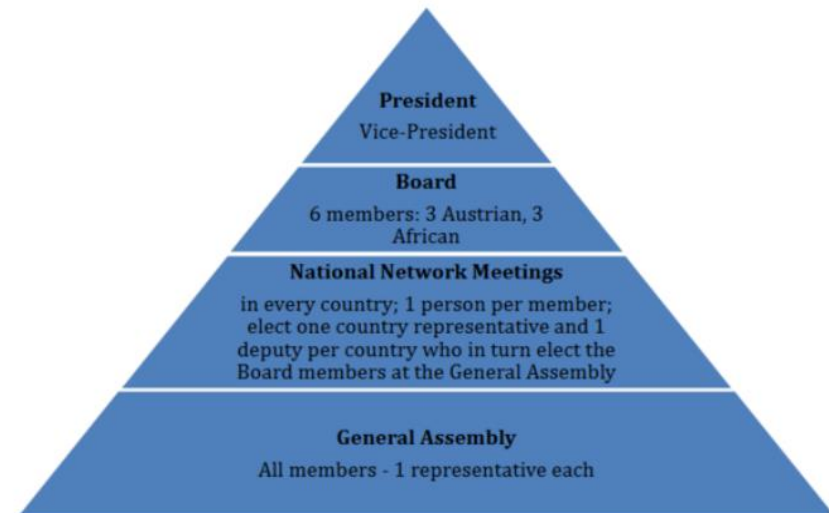 President
Vice-President
Board
6 members: 3 Austrian, 3
African
National Network Meetings
in every country; 1 person per member;
elect one country representative and 1
deputy per country who in turn elect the
Board members at the General Assembly
General Assembly
All members - 1 representative each